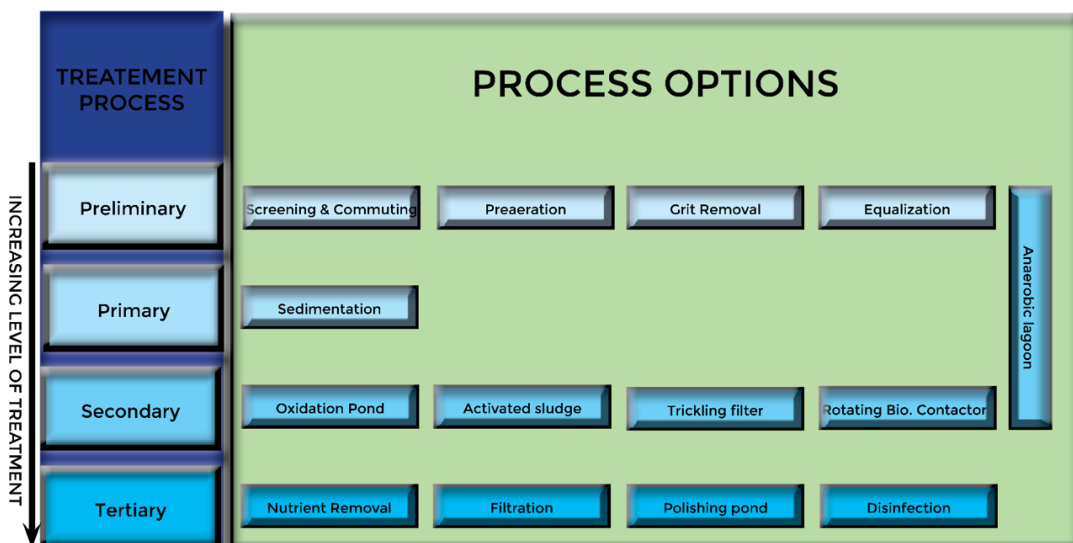 TREATEMENT
PROCESS
PROCESS OPTIONS
INCREASING LEVEL OF TREATMENT
Preliminary
Screening & Commuting
Preaeration
Grit Removal
Equalization
Anaerobic lagoon
Primary
Sedimentation
Secondary
Oxidation Pond
Activated sludge
Trickling filter
Rotating Bio. Contactor
Tertiary
Nutrient Removal
Filtration
Polishing pond
Disinfection